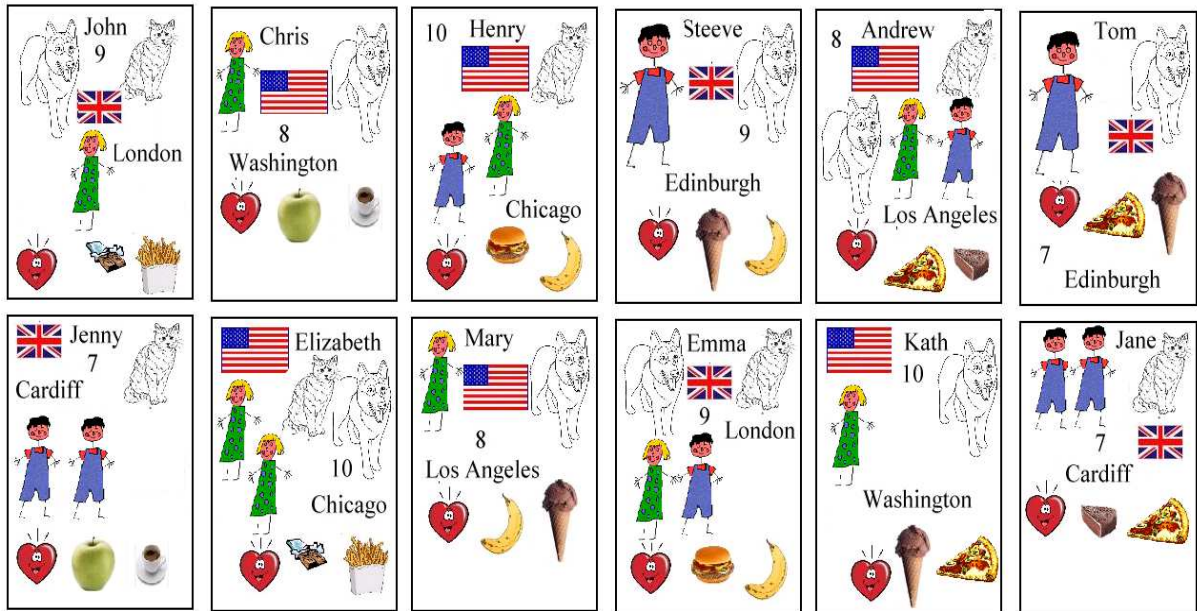 John
9
London
Chris
8
Washington
10 Henry
Chicago
Steeve
9
Edinburgh
8 Andrew
Los Angeles
Tom
7
Edinburgh
Jenny
7
Cardiff
Elizabeth
10
Chicago
Mary
8
Los Angeles
Emma
9
London
Kath
10
Washington
Jane
7
Cardiff